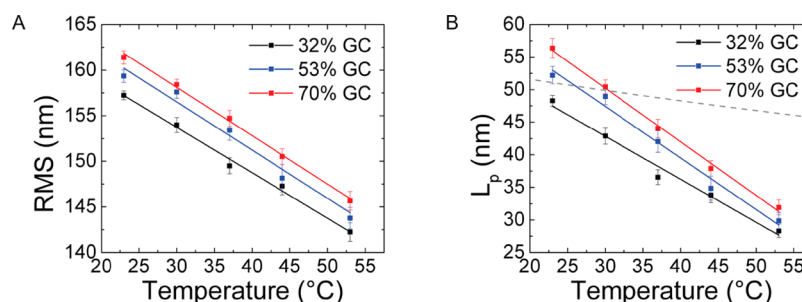 A
RMS (nm)
165
160
155
150
145
140
20 25 30 35 40 45 50 55
Temperature (°C)
32% GC
53% GC
70% GC
B
Lp (nm)
60
55
50
45
40
35
30
25
20 25 30 35 40 45 50 55
Temperature (°C)
32% GC
53% GC
70% GC